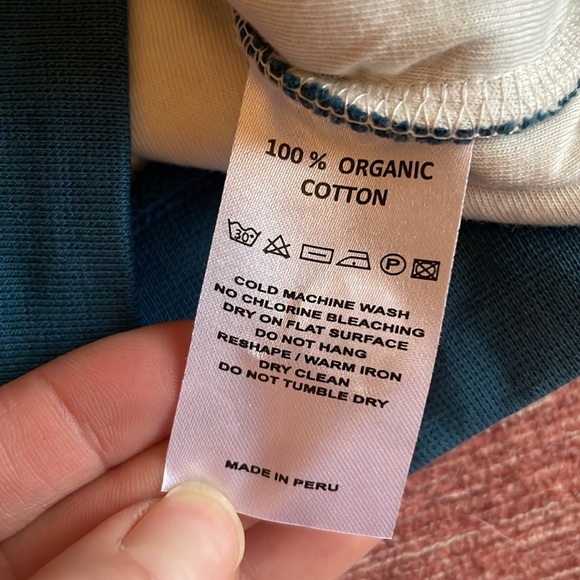 100 % ORGANIC
COTTON
30° P
COLD MACHINE WASH
NO CHLORINE BLEACHING
DRY ON FLAT SURFACE
DO NOT HANG
RESHAPE / WARM IRON
DRY CLEAN
DO NOT TUMBLE DRY
MADE IN PERU